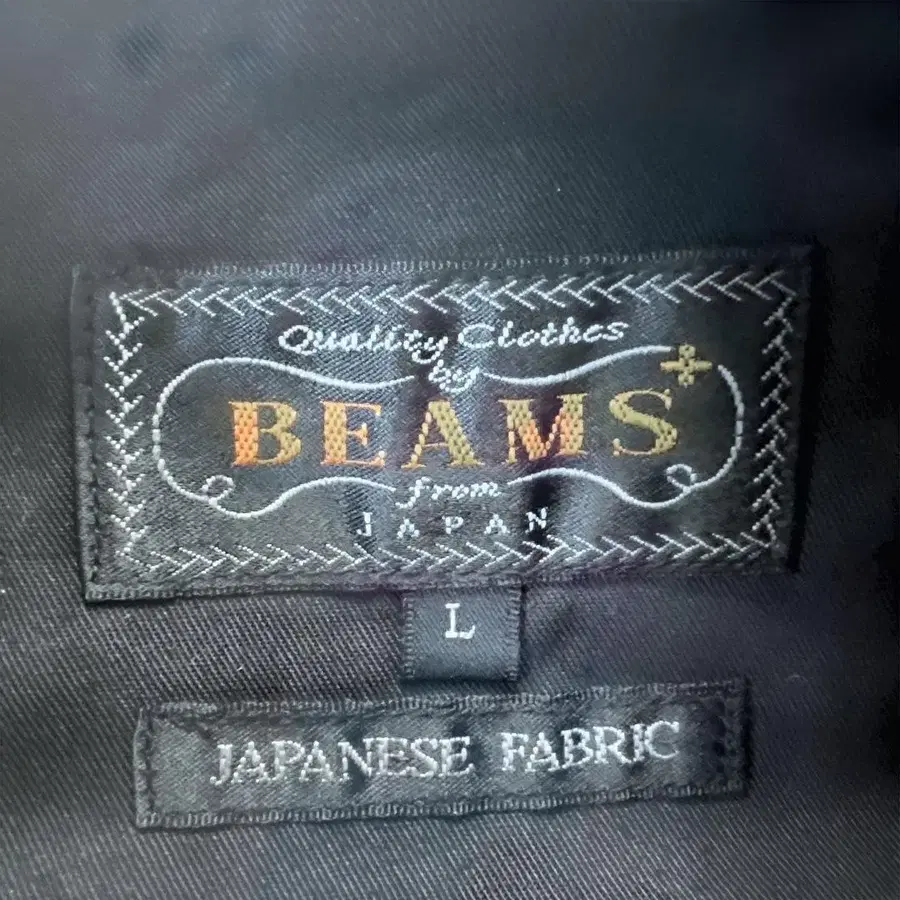 Quality Clothes
by
BEAMS+
from
JAPAN
L
JAPANESE FABRIC